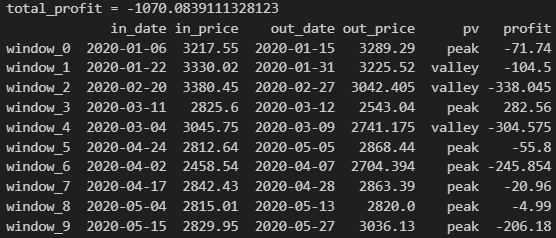 total_profit = -1070.0839111328123
in_date in_price out_date out_price pv profit
window_0 2020-01-06 3217.55 2020-01-15 3289.29 peak -71.74
window_1 2020-01-22 3330.02 2020-01-31 3225.52 valley -104.5
window_2 2020-02-20 3380.45 2020-02-27 3042.405 valley -338.045
window_3 2020-03-11 2825.6 2020-03-12 2543.04 peak 282.56
window_4 2020-03-04 3045.75 2020-03-09 2741.175 valley -304.575
window_5 2020-04-24 2812.64 2020-05-05 2868.44 peak -55.8
window_6 2020-04-02 2458.54 2020-04-07 2704.394 peak -245.854
window_7 2020-04-17 2842.43 2020-04-28 2863.39 peak -20.96
window_8 2020-05-04 2815.01 2020-05-13 2820.0 peak -4.99
window_9 2020-05-15 2829.95 2020-05-27 3036.13 peak -206.18